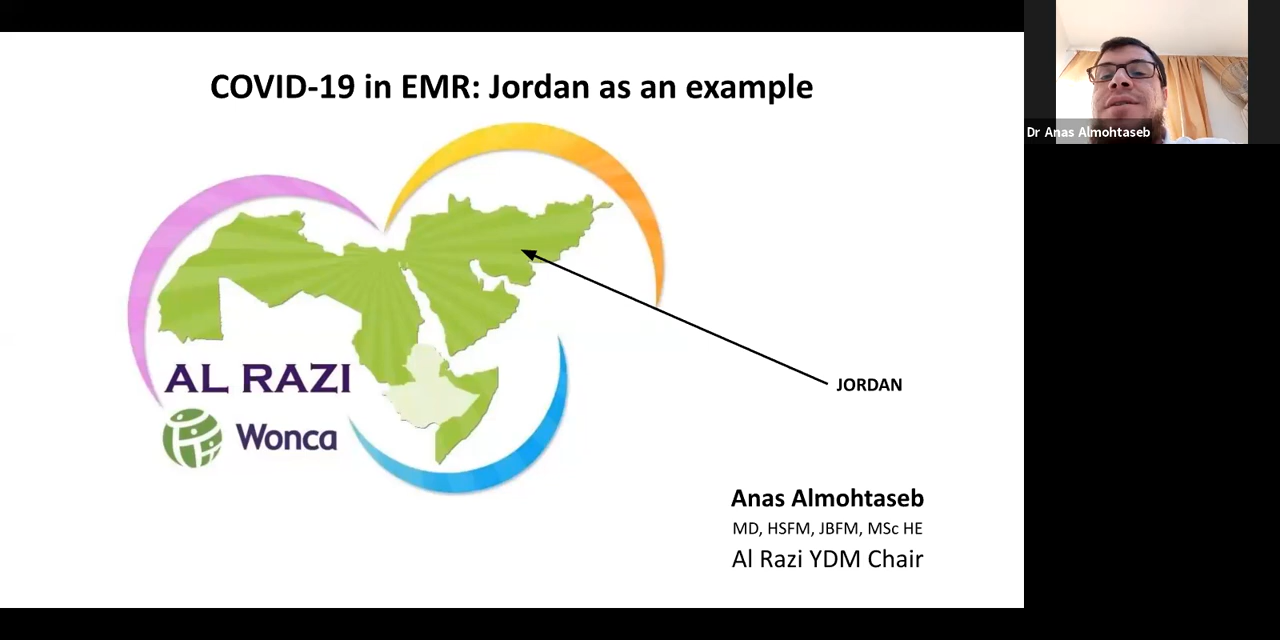 COVID-19 in EMR: Jordan as an example
Dr Anas Almohtaseb
AL RAZI
Wonca
JORDAN
Anas Almohtaseb
MD, HSFM, JBFM, MSc HE
Al Razi YDM Chair